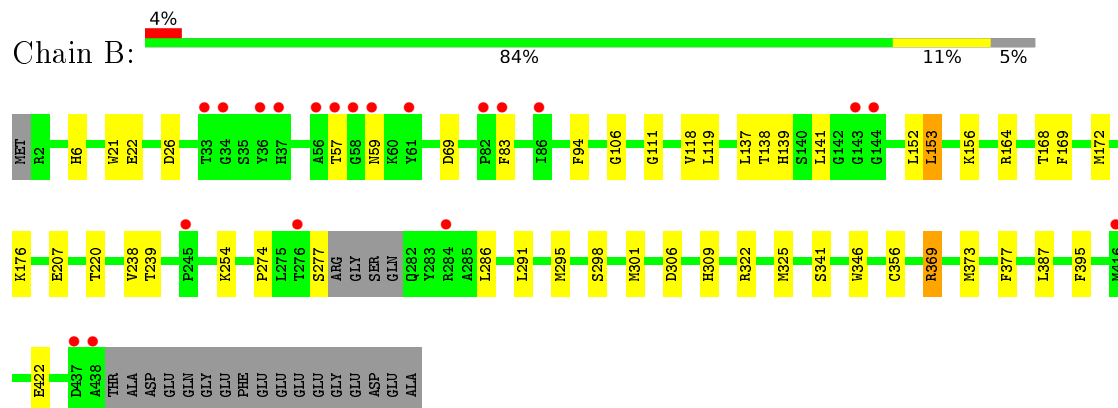 4%
Chain B:
84% 11% 5%
MET R2 H6 W21 E22 D26 T33 G34 S35 Y36 H37 A56 T57 G58 N59 K60 Y61 D69 P82 F83 I86 F94 G106 G111 V118 L119 L137 T138 H139 S140 L141 G142 G143 G144 L152 L153 K156 R164 T168 F169 M172
K176 E207 T220 V238 T239 P245 K254 P274 L275 T276 S277 ARG GLY SER GLN Q282 Y283 R284 A285 L286 L291 M295 S298 M301 D306 H309 R322 M325 S341 W346 C356 R369 M373 F377 L387 F395 M416
E422 D437 A438 THR ALA ASP GLU GLN GLY GLU PHE GLU GLU GLU GLU GLY GLU ASP GLU ALA